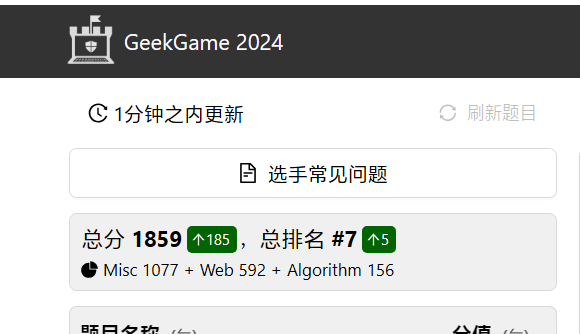 GeekGame 2024
1分钟之内更新 刷新题目
选手常见问题
总分 1859 ↑185，总排名 #7 ↑5
Misc 1077 + Web 592 + Algorithm 156
题目名称 分值